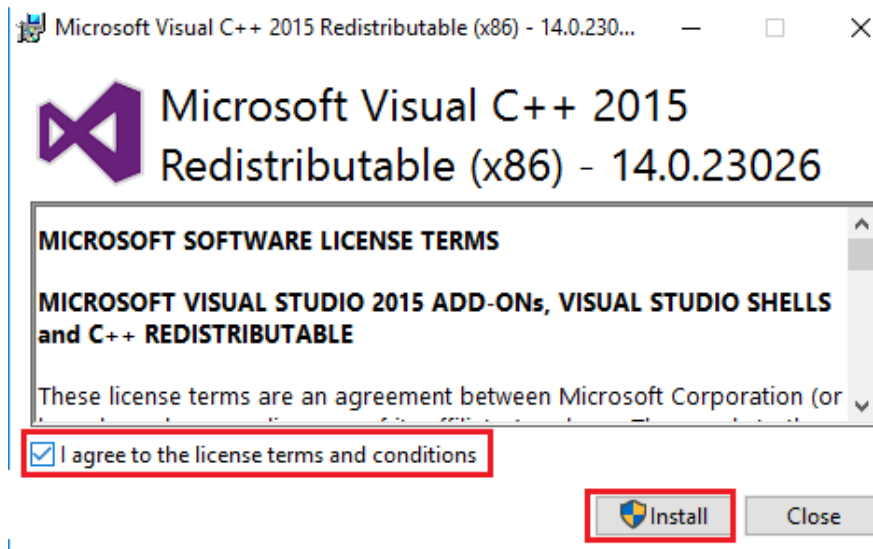 Microsoft Visual C++ 2015 Redistributable (x86) - 14.0.230...
Microsoft Visual C++ 2015
Redistributable (x86) - 14.0.23026
MICROSOFT SOFTWARE LICENSE TERMS
MICROSOFT VISUAL STUDIO 2015 ADD-ONs, VISUAL STUDIO SHELLS
and C++ REDISTRIBUTABLE
These license terms are an agreement between Microsoft Corporation (or
I agree to the license terms and conditions
Install
Close